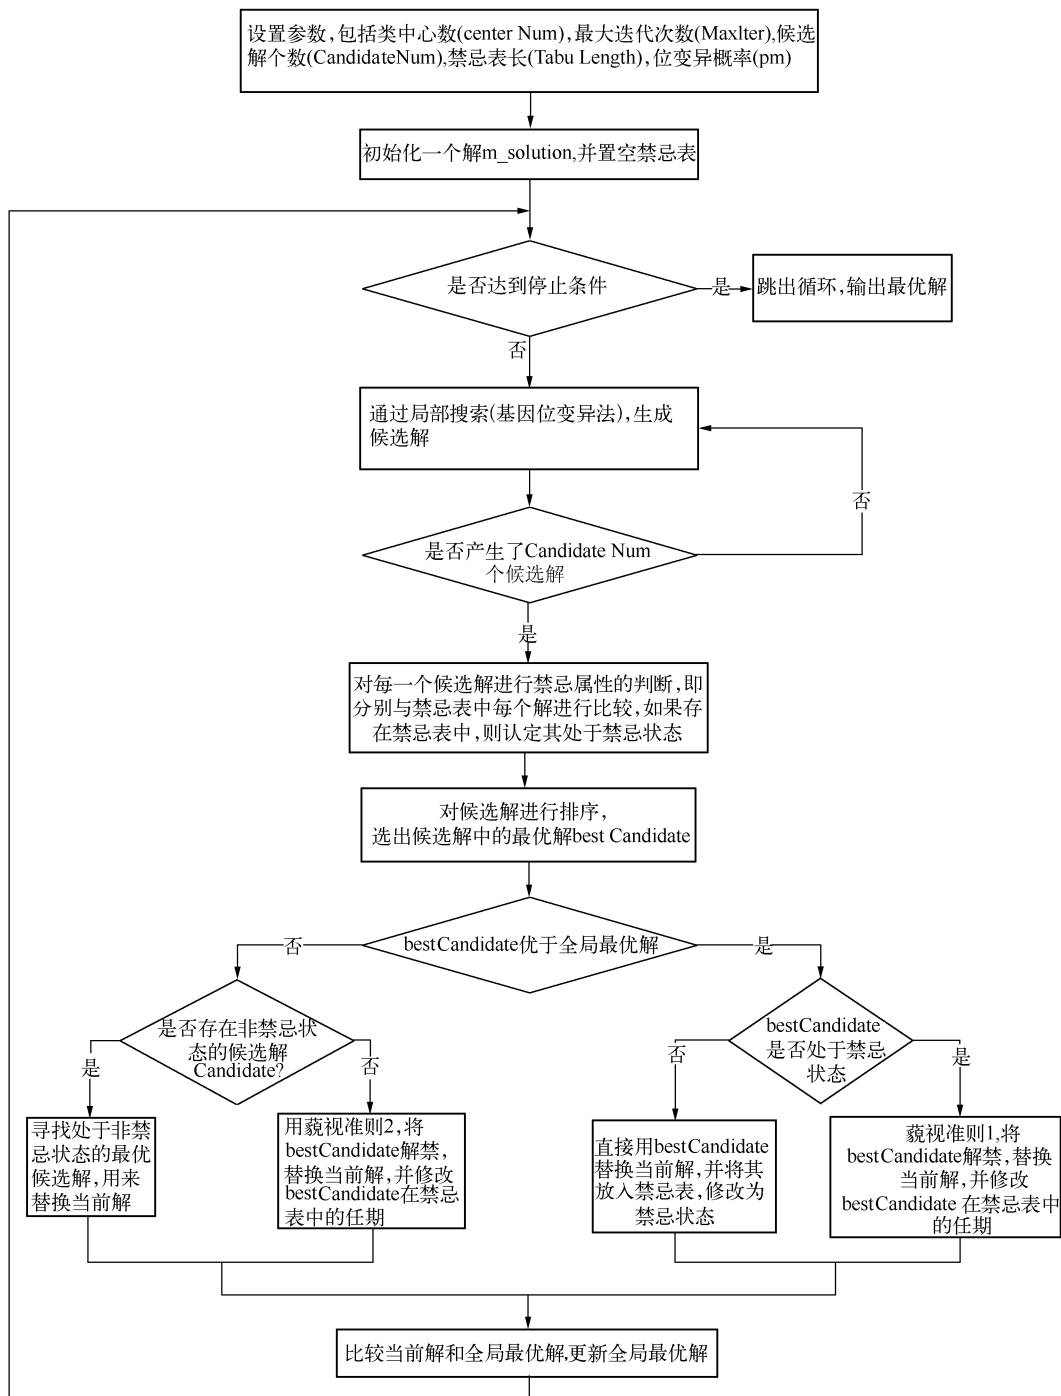 设置参数,包括类中心数(center Num),最大迭代次数(MaxIter),候选
解个数(CandidateNum),禁忌表长(Tabu Length),位变异概率(pm)
初始化一个解m_solution,并置空禁忌表
是否达到停止条件
是
跳出循环,输出最优解
否
通过局部搜索(基因位变异法),生成
候选解
否
是否产生了Candidate Num
个候选解
是
对每一个候选解进行禁忌属性的判断,即
分别与禁忌表中每个解进行比较,如果存
在禁忌表中,则认定其处于禁忌状态
对候选解进行排序,
选出候选解中的最优解best Candidate
bestCandidate优于全局最优解
否
是
是否存在非禁忌状
态的候选解
Candidate?
是
否
bestCandidate
是否处于禁忌
状态
否
是
寻找处于非禁
忌状态的最优
候选解,用来
替换当前解
用藐视准则2,将
bestCandidate解禁,
替换当前解,并修改
bestCandidate在禁忌
表中的任期
直接用bestCandidate
替换当前解,并将其
放入禁忌表,修改为
禁忌状态
藐视准则1,将
bestCandidate解禁,替换
当前解,并修改
bestCandidate 在禁忌表中
的任期
比较当前解和全局最优解,更新全局最优解